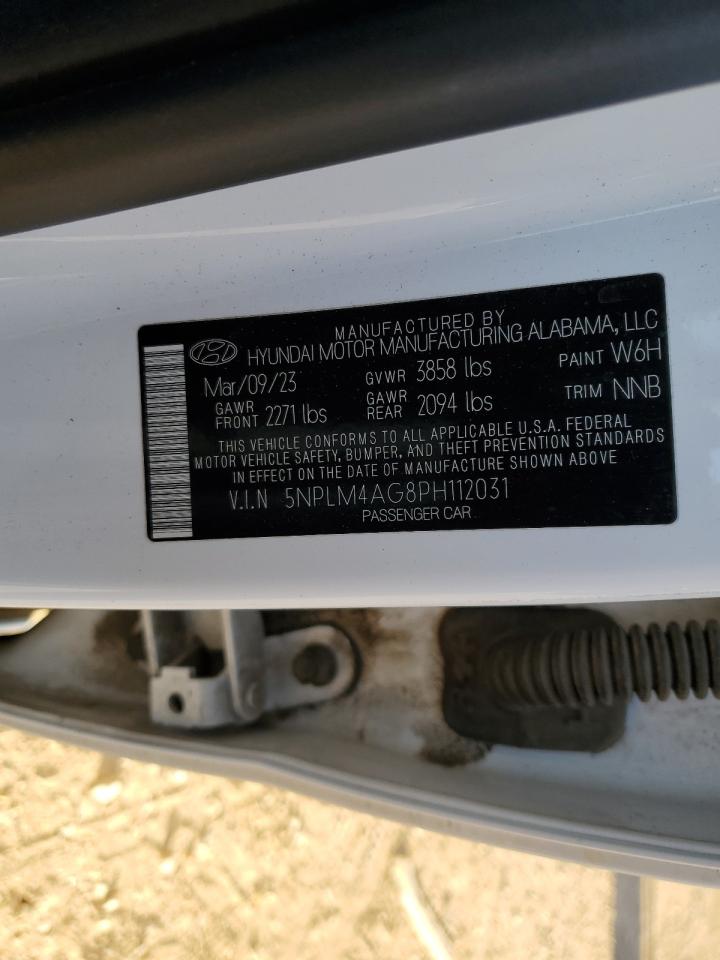 MANUFACTURED BY
HYUNDAI MOTOR MANUFACTURING ALABAMA, LLC
Mar/09/23 GVWR 3858 lbs PAINT W6H
GAWR FRONT 2271 lbs GAWR REAR 2094 lbs TRIM NNB
THIS VEHICLE CONFORMS TO ALL APPLICABLE U.S.A. FEDERAL
MOTOR VEHICLE SAFETY, BUMPER, AND THEFT PREVENTION STANDARDS
IN EFFECT ON THE DATE OF MANUFACTURE SHOWN ABOVE
V.I.N 5NPLM4AG8PH112031
PASSENGER CAR